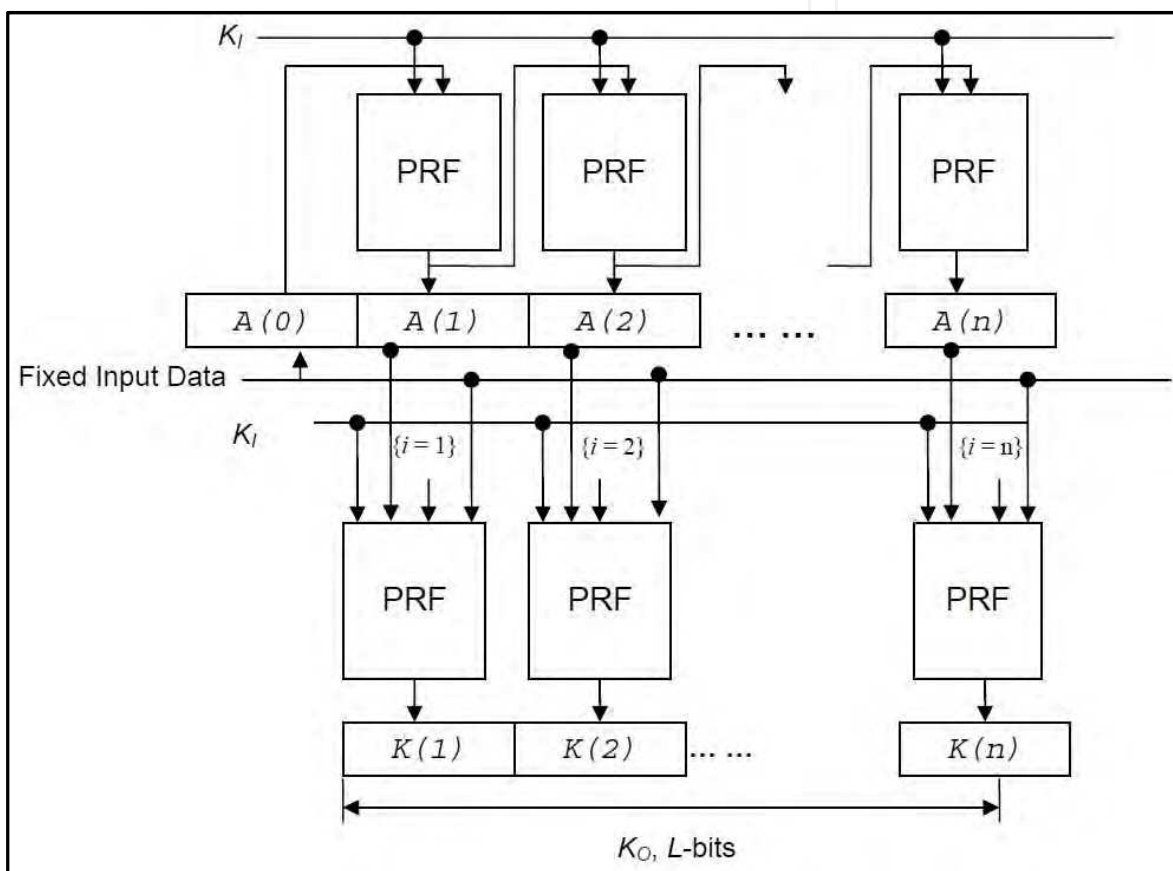 K_I
PRF PRF PRF
A(0) A(1) A(2) ... ... A(n)
Fixed Input Data
K_I
{i = 1} {i = 2} {i = n}
PRF PRF PRF
K(1) K(2) ... ... K(n)
K_O, L-bits